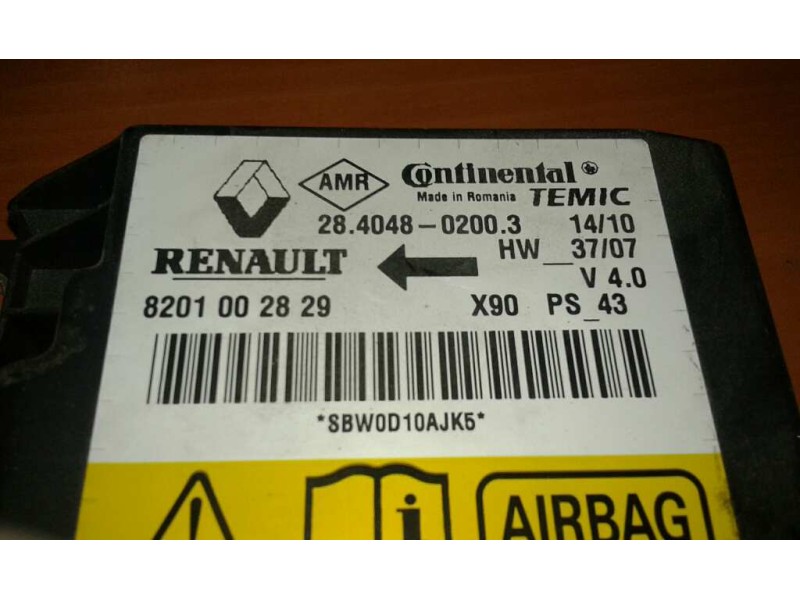 AMR Continental
Made in Romania TEMIC
28.4048-0200.3 14/10
HW__37/07
RENAULT
V 4.0
8201 00 28 29 X90 PS_43
*SBW0D10AJK5*
i AIRBAG